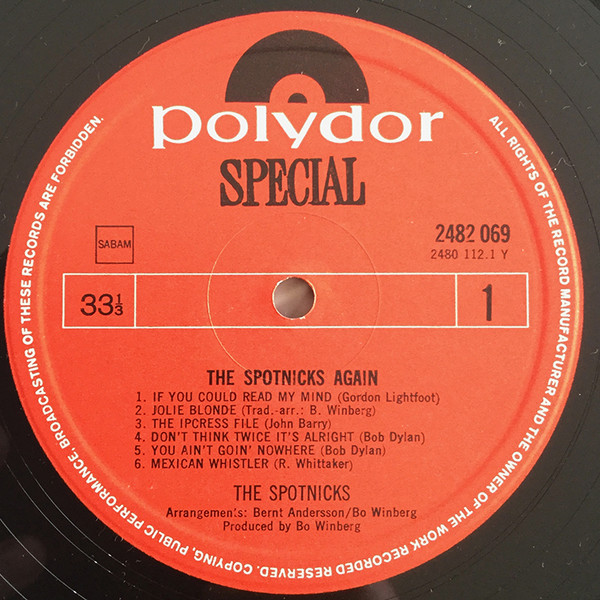 polydor
SPECIAL
SABAM
2482 069
2480 112.1 Y
33⅓
1
THE SPOTNICKS AGAIN
1. IF YOU COULD READ MY MIND (Gordon Lightfoot)
2. JOLIE BLONDE (Trad.-arr.: B. Winberg)
3. THE IPCRESS FILE (John Barry)
4. DON'T THINK TWICE IT'S ALRIGHT (Bob Dylan)
5. YOU AIN'T GOIN' NOWHERE (Bob Dylan)
6. MEXICAN WHISTLER (R. Whittaker)
THE SPOTNICKS
Arrangements: Bernt Andersson/Bo Winberg
Produced by Bo Winberg
ALL RIGHTS OF THE RECORD MANUFACTURER AND THE OWNER OF THE WORK RECORDED RESERVED. COPYING, PUBLIC PERFORMANCE, BROADCASTING OF THESE RECORDS ARE FORBIDDEN.